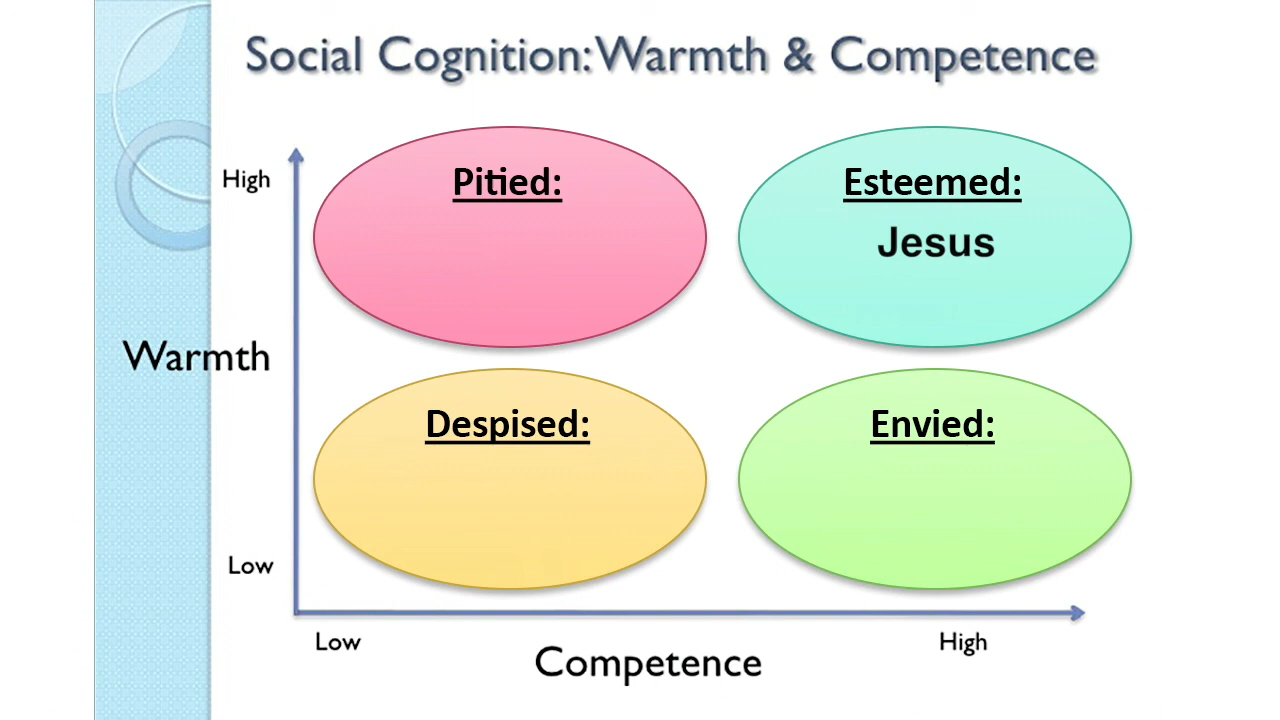 Social Cognition: Warmth & Competence
High
Pitied:
Esteemed:
Jesus
Warmth
Despised:
Envied:
Low
Low
High
Competence